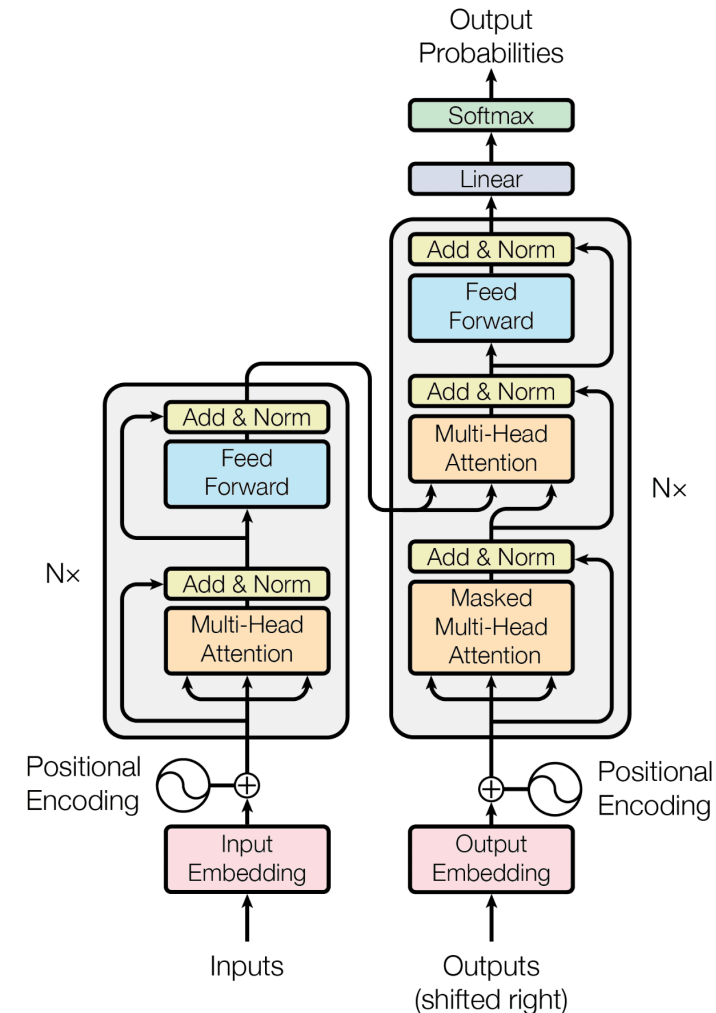 Output
Probabilities
Softmax
Linear
Add & Norm
Feed
Forward
Add & Norm
Multi-Head
Attention
Add & Norm
Masked
Multi-Head
Attention
N×
Add & Norm
Feed
Forward
Add & Norm
Multi-Head
Attention
N×
Positional
Encoding
Positional
Encoding
Input
Embedding
Output
Embedding
Inputs
Outputs
(shifted right)